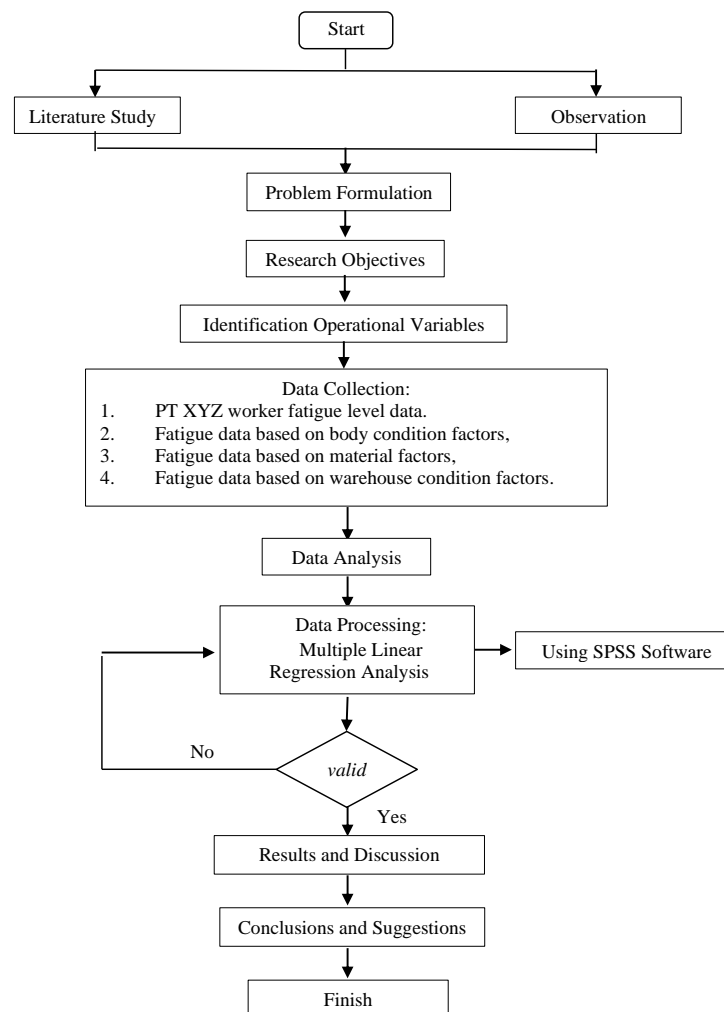 Start
Literature Study
Observation
Problem Formulation
Research Objectives
Identification Operational Variables
Data Collection:
1. PT XYZ worker fatigue level data.
2. Fatigue data based on body condition factors,
3. Fatigue data based on material factors,
4. Fatigue data based on warehouse condition factors.
Data Analysis
Data Processing:
Multiple Linear
Regression Analysis
Using SPSS Software
No
valid
Yes
Results and Discussion
Conclusions and Suggestions
Finish